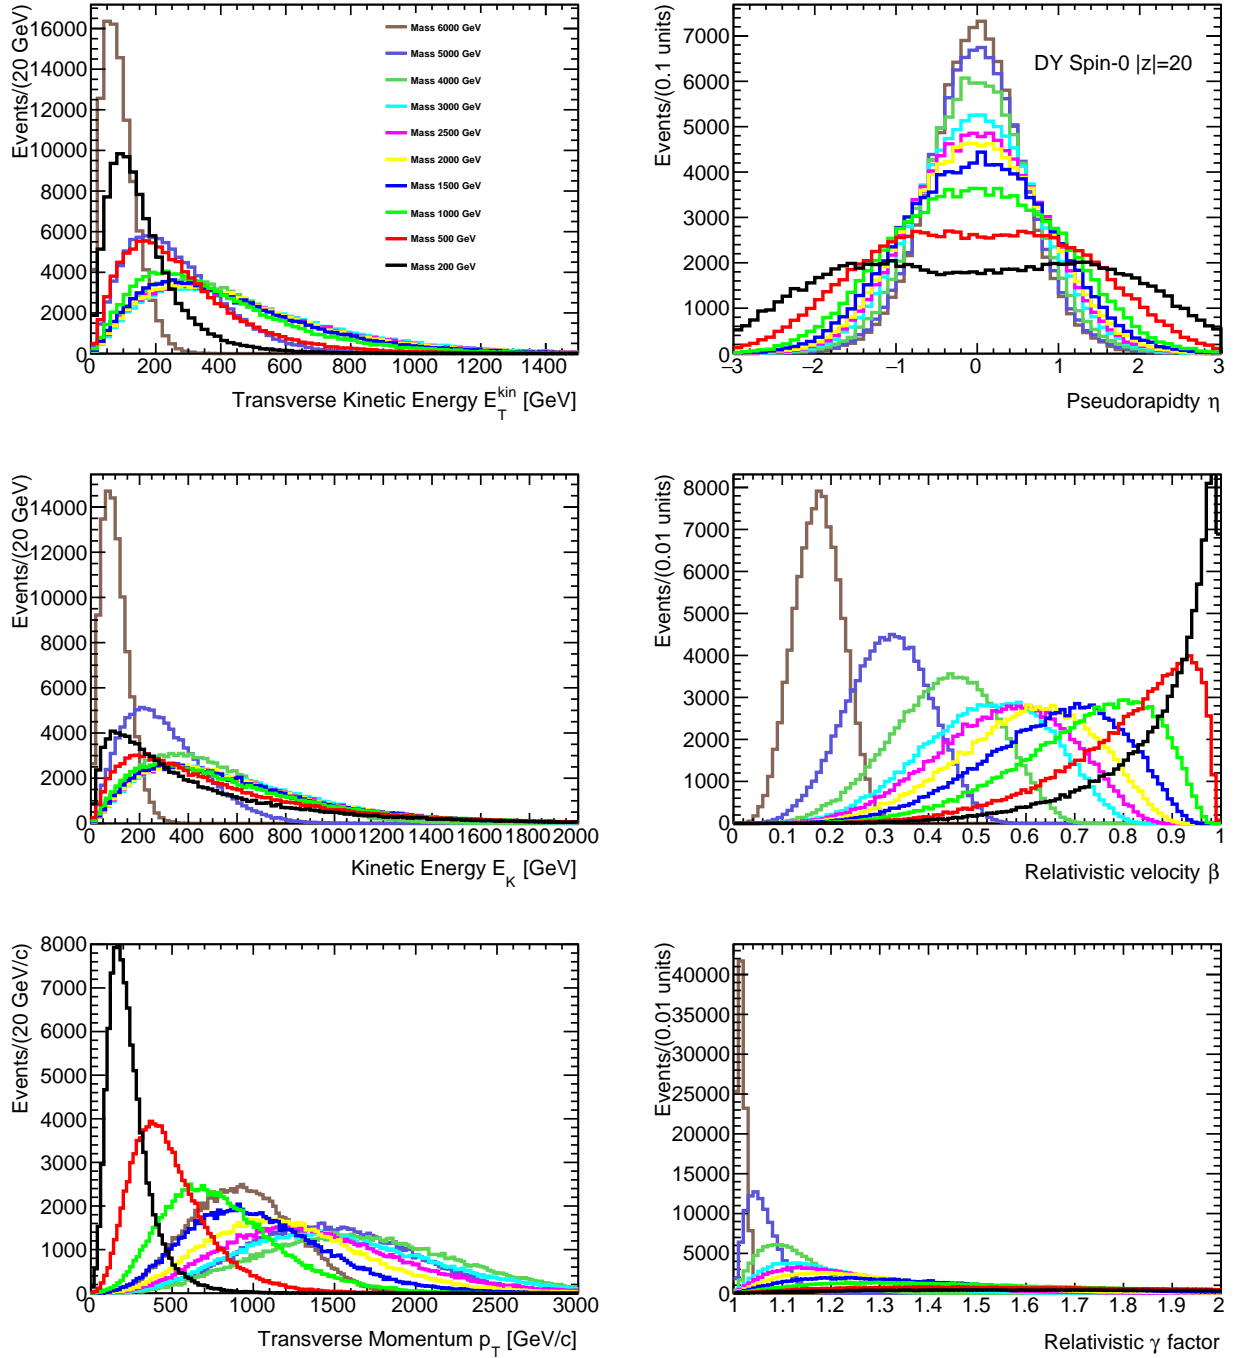 Events/(20 GeV)
16000
14000
12000
10000
8000
6000
4000
2000
0
0 200 400 600 800 1000 1200 1400
Transverse Kinetic Energy E_T^kin [GeV]
Mass 6000 GeV
Mass 5000 GeV
Mass 4000 GeV
Mass 3000 GeV
Mass 2500 GeV
Mass 2000 GeV
Mass 1500 GeV
Mass 1000 GeV
Mass 500 GeV
Mass 200 GeV
Events/(0.1 units)
7000
6000
5000
4000
3000
2000
1000
0
−3 −2 −1 0 1 2 3
DY Spin-0 |z|=20
Pseudorapidty η
Events/(20 GeV)
14000
12000
10000
8000
6000
4000
2000
0
0 200 400 600 800 1000 1200 1400 1600 1800 2000
Kinetic Energy E_K [GeV]
Events/(0.01 units)
8000
7000
6000
5000
4000
3000
2000
1000
0
0 0.1 0.2 0.3 0.4 0.5 0.6 0.7 0.8 0.9 1
Relativistic velocity β
Events/(20 GeV/c)
8000
7000
6000
5000
4000
3000
2000
1000
0
0 500 1000 1500 2000 2500 3000
Transverse Momentum p_T [GeV/c]
Events/(0.01 units)
40000
35000
30000
25000
20000
15000
10000
5000
0
1 1.1 1.2 1.3 1.4 1.5 1.6 1.7 1.8 1.9 2
Relativistic γ factor